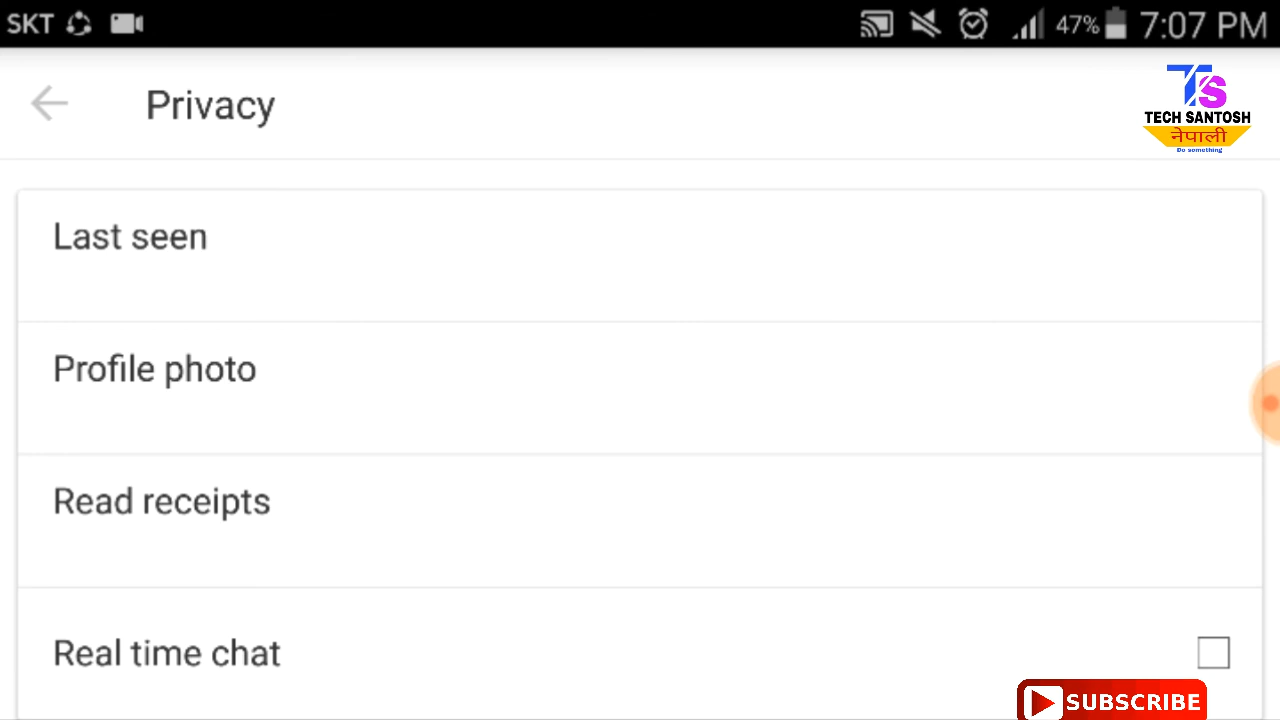 SKT 47% 7:07 PM
Privacy
TS
TECH SANTOSH
नेपाली
Do something
Last seen
Profile photo
Read receipts
Real time chat
SUBSCRIBE